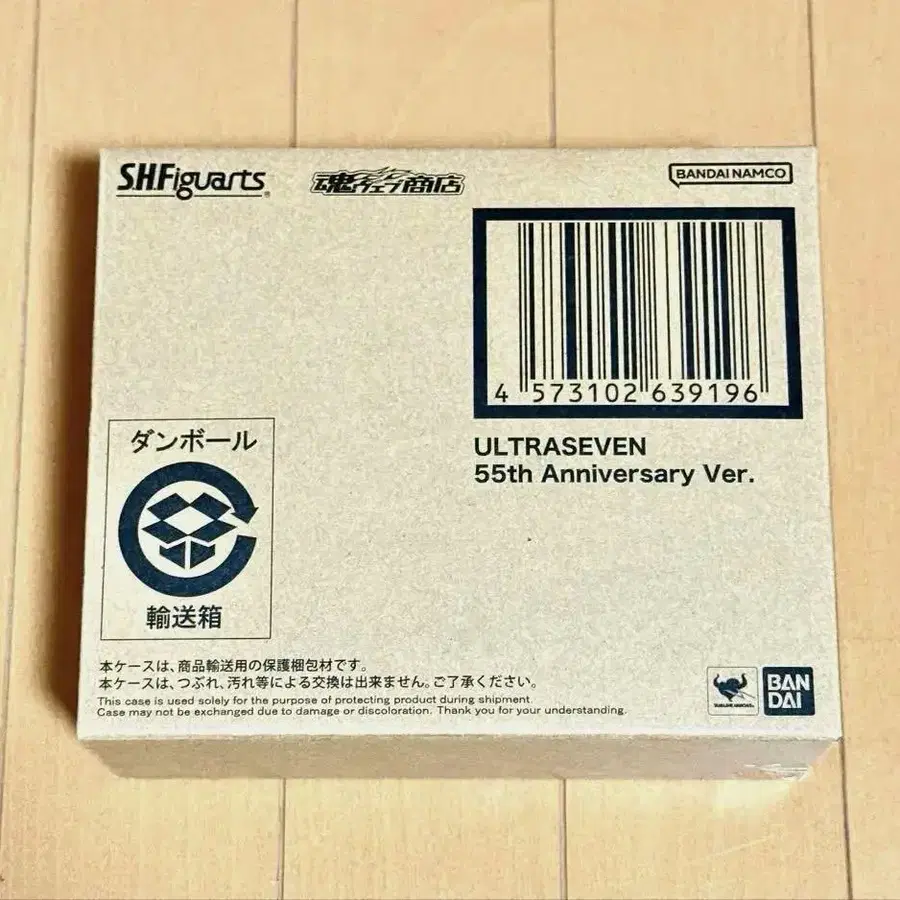 S.H.Figuarts®
魂ウェブ商店
BANDAI NAMCO
4 573102 639196
ULTRASEVEN
55th Anniversary Ver.
ダンボール
輸送箱
本ケースは、商品輸送用の保護梱包材です。
本ケースは、つぶれ、汚れ等による交換は出来ません。ご了承ください。
This case is used solely for the purpose of protecting product during shipment.
Case may not be exchanged due to damage or discoloration. Thank you for your understanding.
BAN
DAI